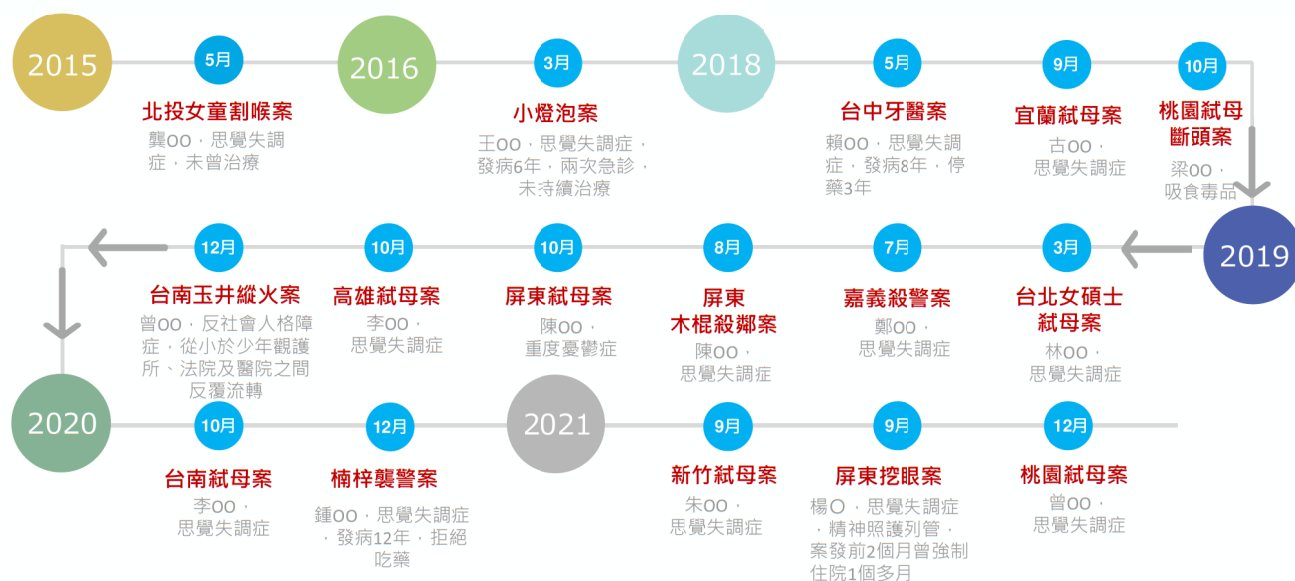 2015
5月
北投女童割喉案
龔OO，思覺失調
症，未曾治療
2016
3月
小燈泡案
王OO，思覺失調症，
發病6年，兩次急診，
未持續治療
2018
5月
台中牙醫案
賴OO，思覺失調
症，發病8年，停
藥3年
9月
宜蘭弒母案
古OO，
思覺失調症
10月
桃園弒母
斷頭案
梁OO，
吸食毒品
2019
3月
台北女碩士
弒母案
林OO，
思覺失調症
7月
嘉義殺警案
鄭OO，
思覺失調症
8月
屏東
木棍殺鄰案
陳OO，
思覺失調症
10月
屏東弒母案
陳OO，
重度憂鬱症
10月
高雄弒母案
李OO，
思覺失調症
12月
台南玉井縱火案
曾OO，反社會人格障
症，從小於少年觀護
所、法院及醫院之間
反覆流轉
2020
10月
台南弒母案
李OO，
思覺失調症
12月
楠梓襲警案
鍾OO，思覺失調症
，發病12年，拒絕
吃藥
2021
9月
新竹弒母案
朱OO，
思覺失調症
9月
屏東挖眼案
楊O，思覺失調症
，精神照護列管，
案發前2個月曾強制
住院1個多月
12月
桃園弒母案
曾OO，
思覺失調症